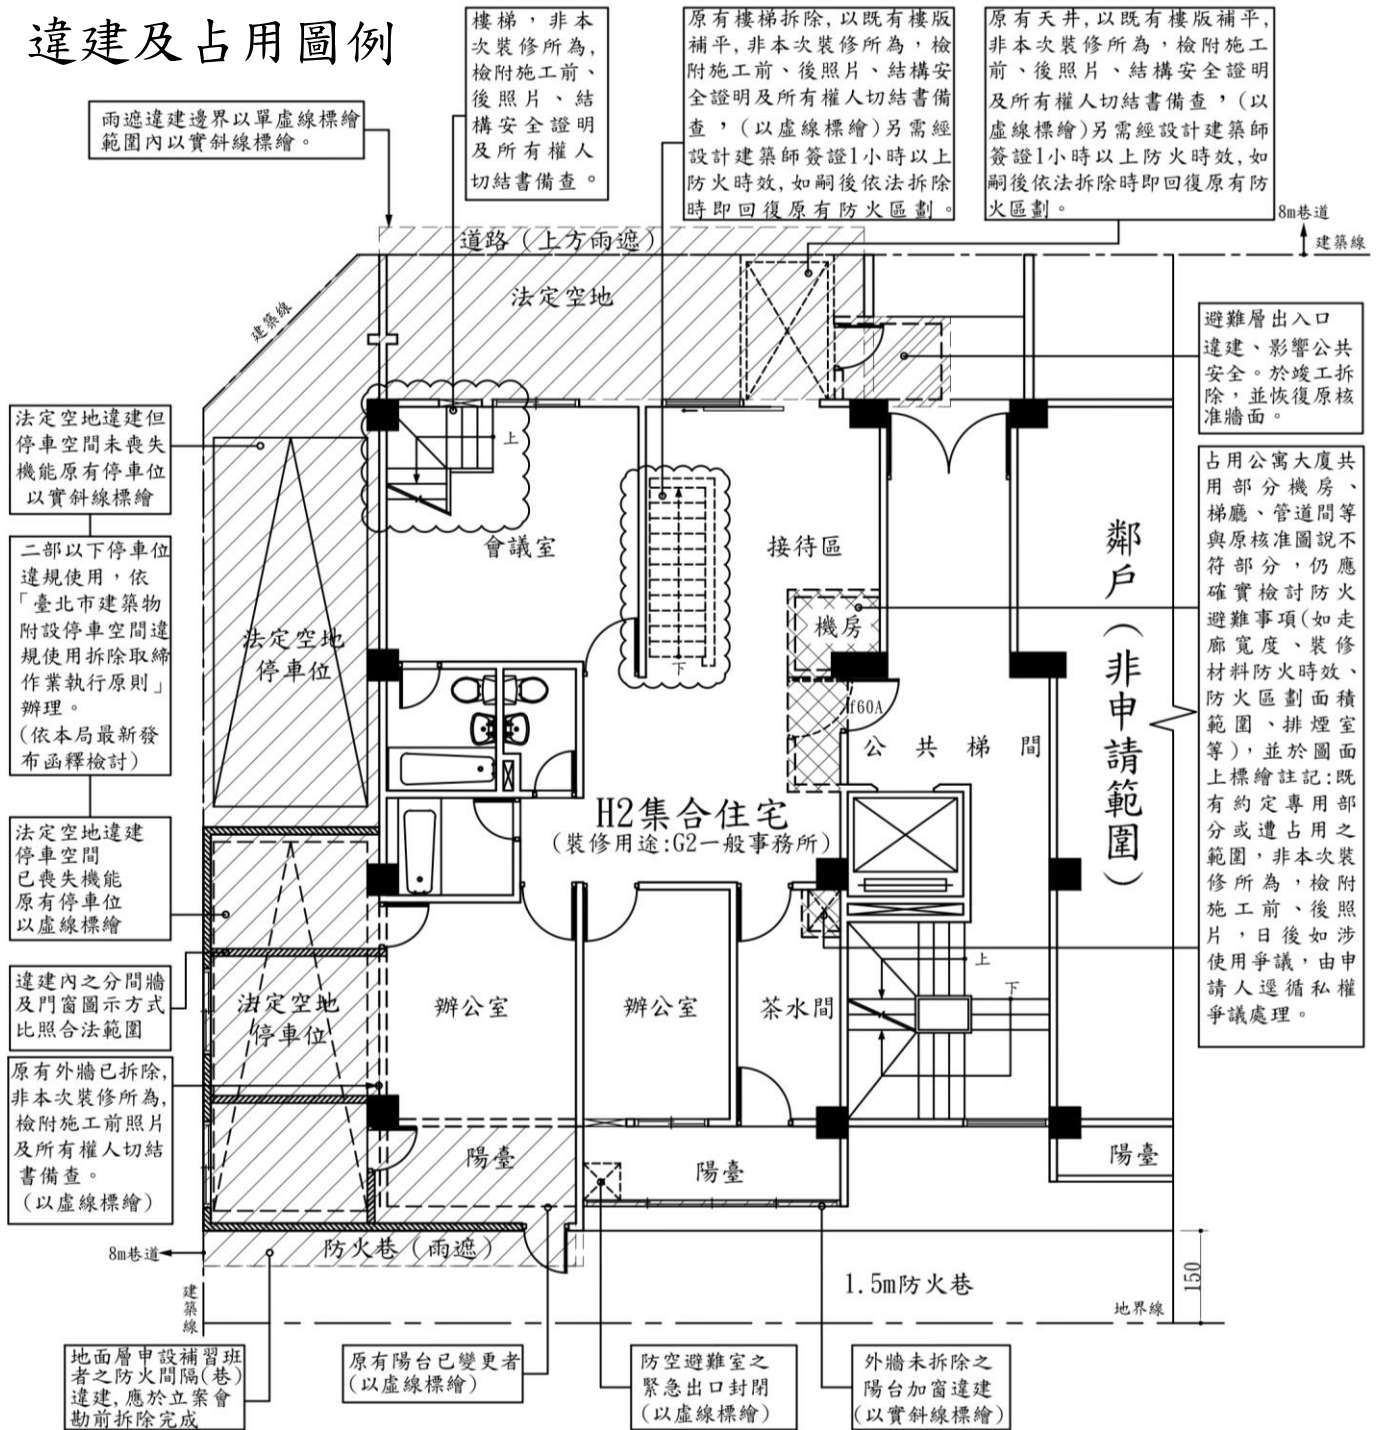 違建及占用圖例
雨遮違建邊界以單虛線標繪
範圍內以實斜線標繪。
樓梯，非本
次裝修所為,
檢附施工前、
後照片、結
構安全證明
及所有權人
切結書備查。
原有樓梯拆除,以既有樓版
補平,非本次裝修所為，檢
附施工前、後照片、結構安
全證明及所有權人切結書備
查，(以虛線標繪)另需經
設計建築師簽證1小時以上
防火時效,如嗣後依法拆除
時即回復原有防火區劃。
原有天井,以既有樓版補平,
非本次裝修所為，檢附施工
前、後照片、結構安全證明
及所有權人切結書備查，(以
虛線標繪)另需經設計建築師
簽證1小時以上防火時效,如
嗣後依法拆除時即回復原有防
火區劃。
8m巷道
建築線
道路（上方雨遮）
法定空地
建築線
避難層出入口
違建、影響公共
安全。於竣工拆
除，並恢復原核
准牆面。
法定空地違建但
停車空間未喪失
機能原有停車位
以實斜線標繪
上
會議室
接待區
下
機房
占用公寓大廈共
用部分機房、
梯廳、管道間等
與原核准圖說不
符部分，仍應
確實檢討防火
避難事項(如走
廊寬度、裝修
材料防火時效、
防火區劃面積
範圍、排煙室
等)，並於圖面
上標繪註記:既
有約定專用部
分或遭占用之
範圍，非本次裝
修所為，檢附
施工前、後照
片，日後如涉
使用爭議，由申
請人逕循私權
爭議處理。
鄰戶（非申請範圍）
二部以下停車位
違規使用，依
「臺北市建築物
附設停車空間違
規使用拆除取締
作業執行原則」
辦理。
(依本局最新發
布函釋檢討)
法定空地
停車位
f60A
公共梯間
H2集合住宅
(裝修用途:G2一般事務所)
法定空地違建
停車空間
已喪失機能
原有停車位
以虛線標繪
違建內之分間牆
及門窗圖示方式
比照合法範圍
法定空地
停車位
辦公室
辦公室
茶水間
上
下
原有外牆已拆除,
非本次裝修所為,
檢附施工前照片
及所有權人切結
書備查。
(以虛線標繪)
陽臺
陽臺
陽臺
8m巷道
防火巷（雨遮）
建築線
1.5m防火巷
地界線
150
地面層申設補習班
者之防火間隔(巷)
違建,應於立案會
勘前拆除完成
原有陽台已變更者
(以虛線標繪)
防空避難室之
緊急出口封閉
(以虛線標繪)
外牆未拆除之
陽台加窗違建
(以實斜線標繪)